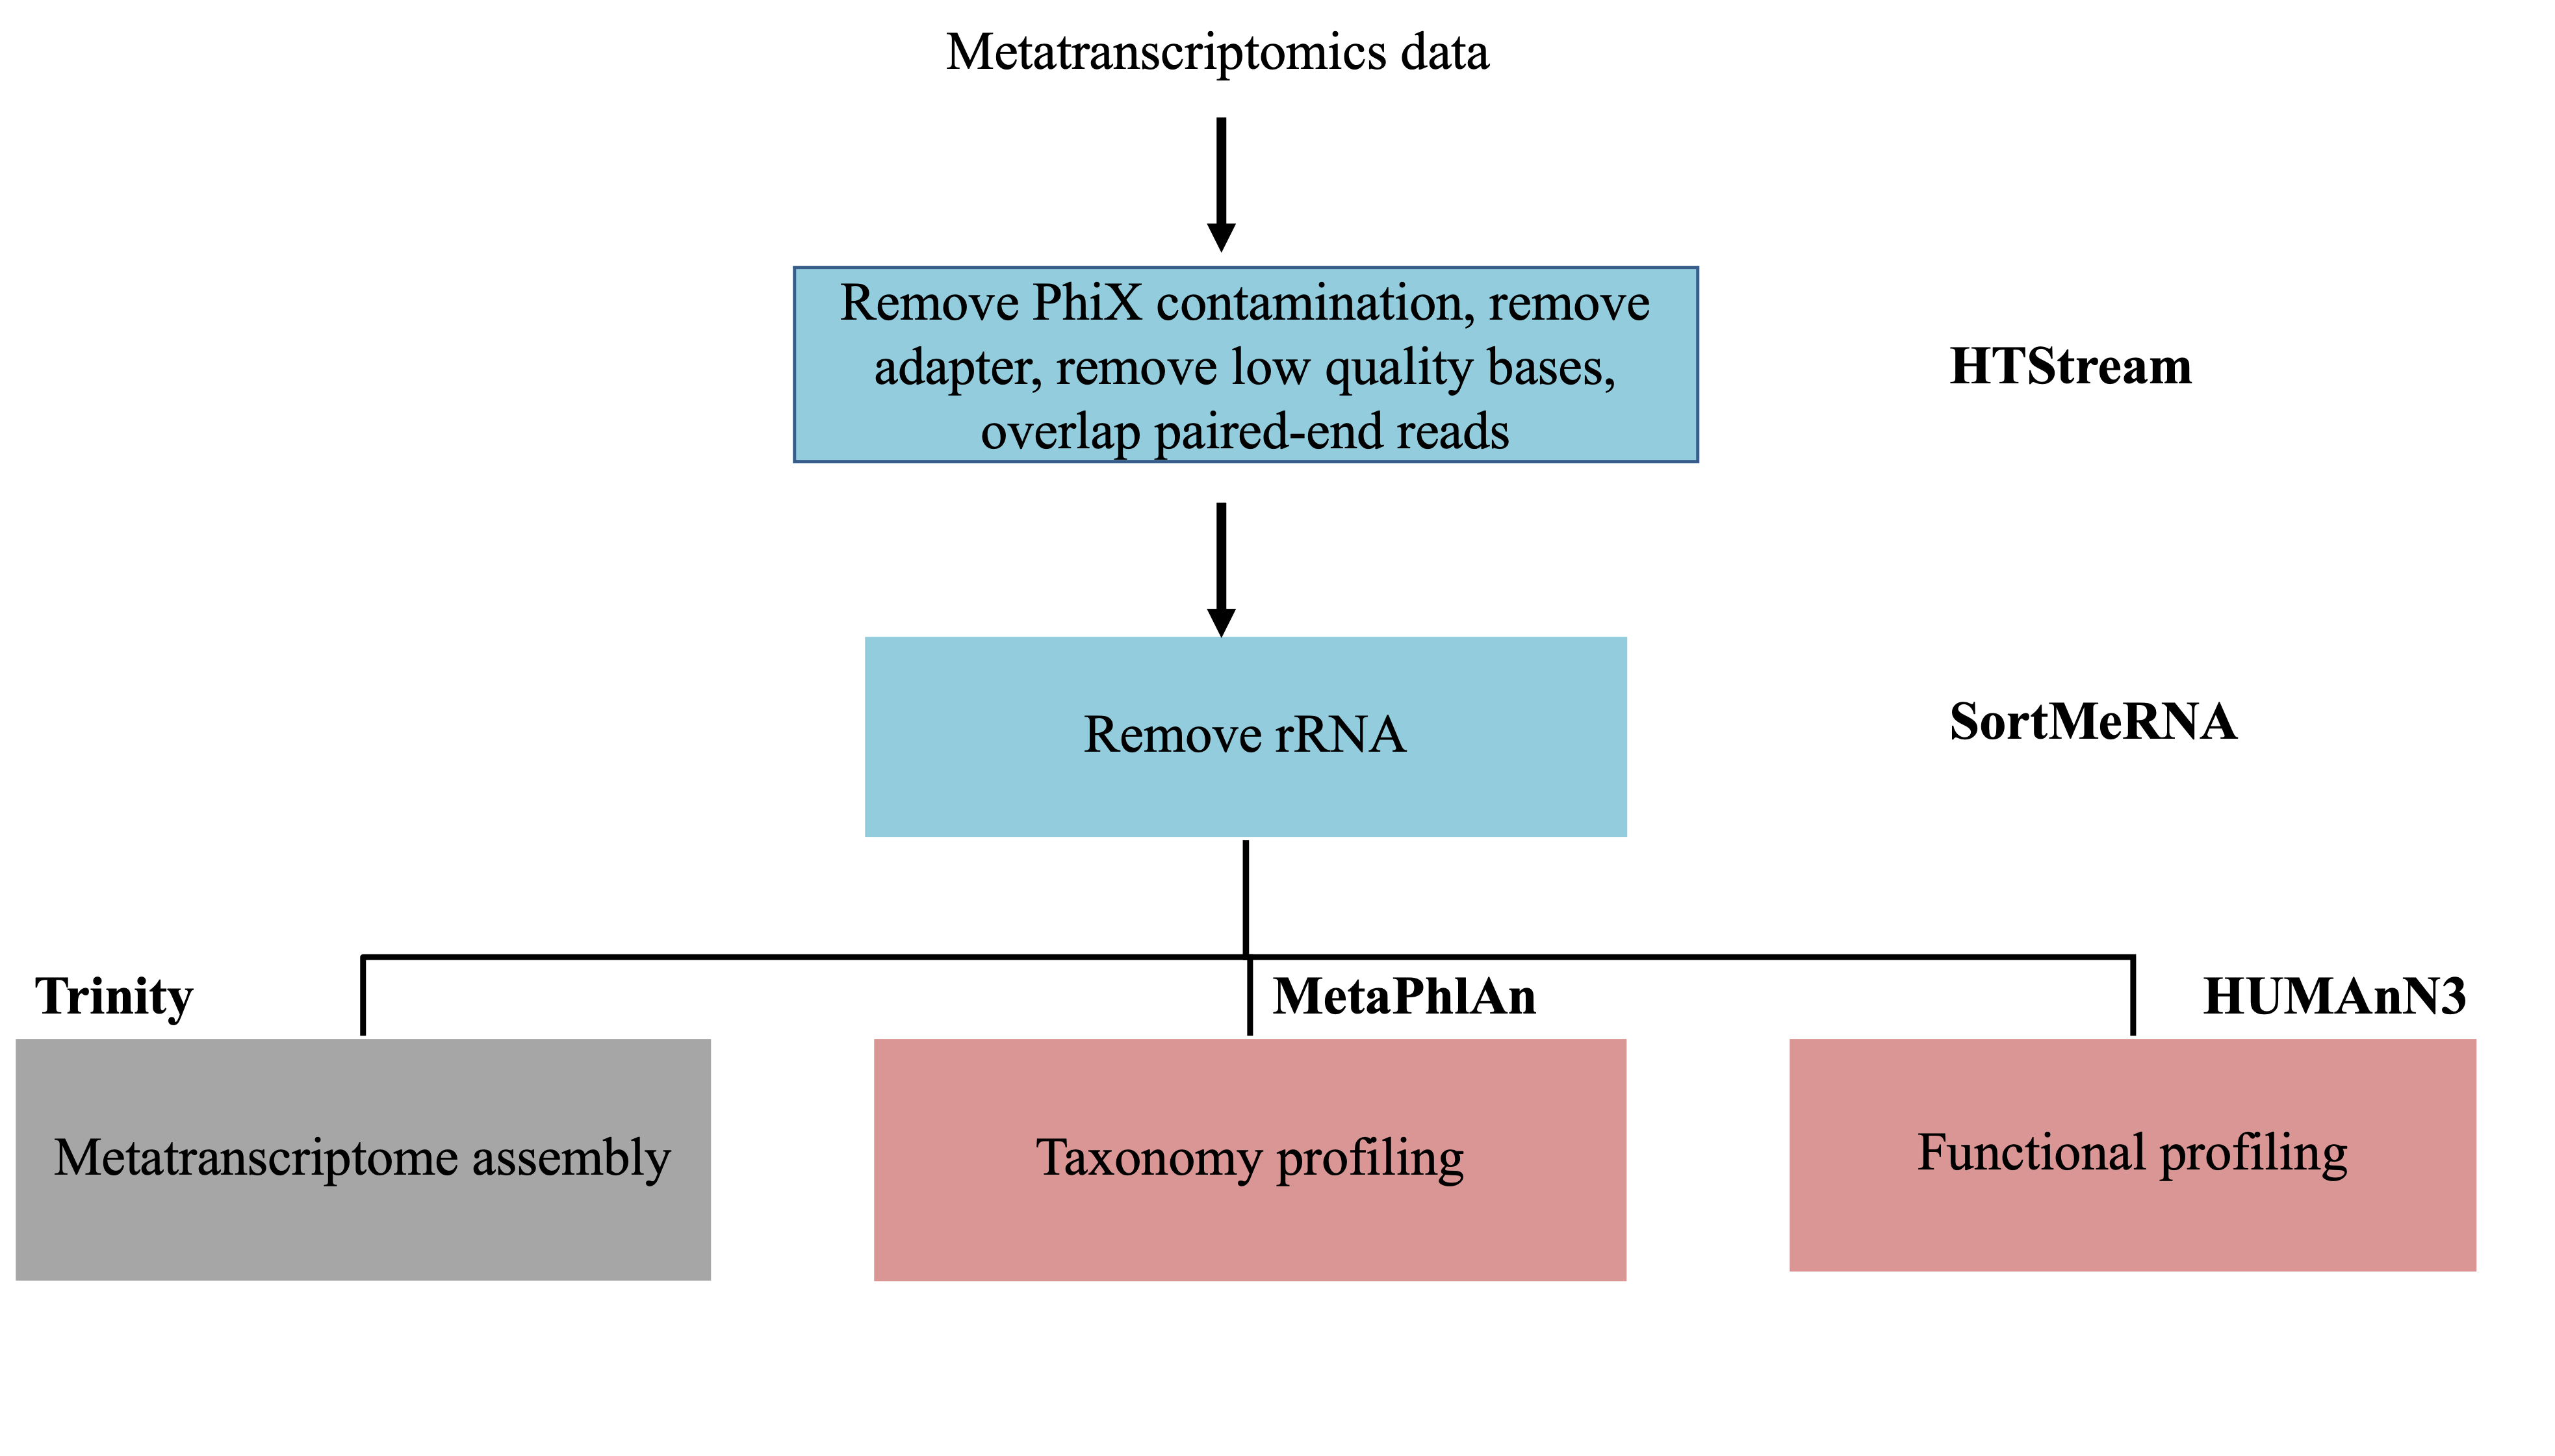 Metatranscriptomics data
Remove PhiX contamination, remove
adapter, remove low quality bases,
overlap paired-end reads
HTStream
Remove rRNA
SortMeRNA
Trinity
MetaPhlAn
HUMAnN3
Metatranscriptome assembly
Taxonomy profiling
Functional profiling